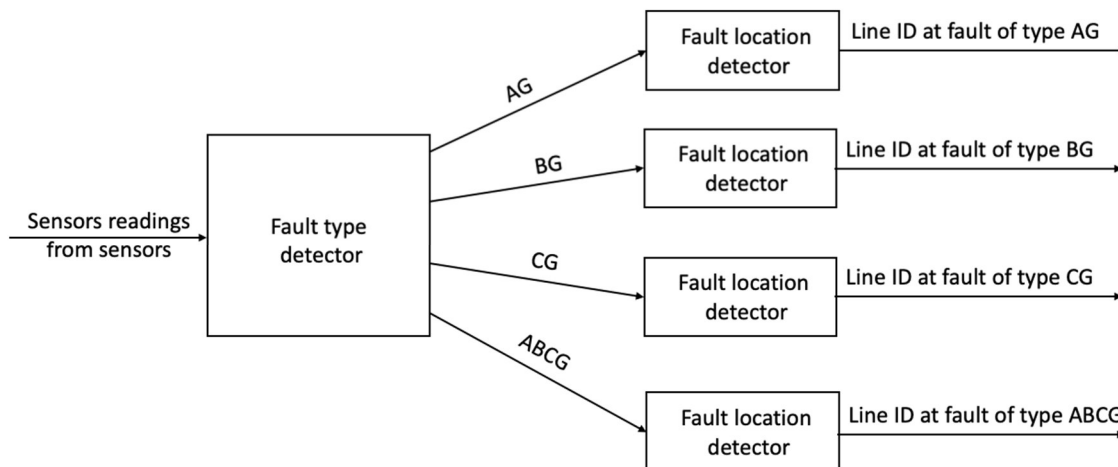 Fault location
detector
Line ID at fault of type AG
AG
Fault location
detector
Line ID at fault of type BG
BG
Sensors readings
from sensors
Fault type
detector
CG
Fault location
detector
Line ID at fault of type CG
ABCG
Fault location
detector
Line ID at fault of type ABCG